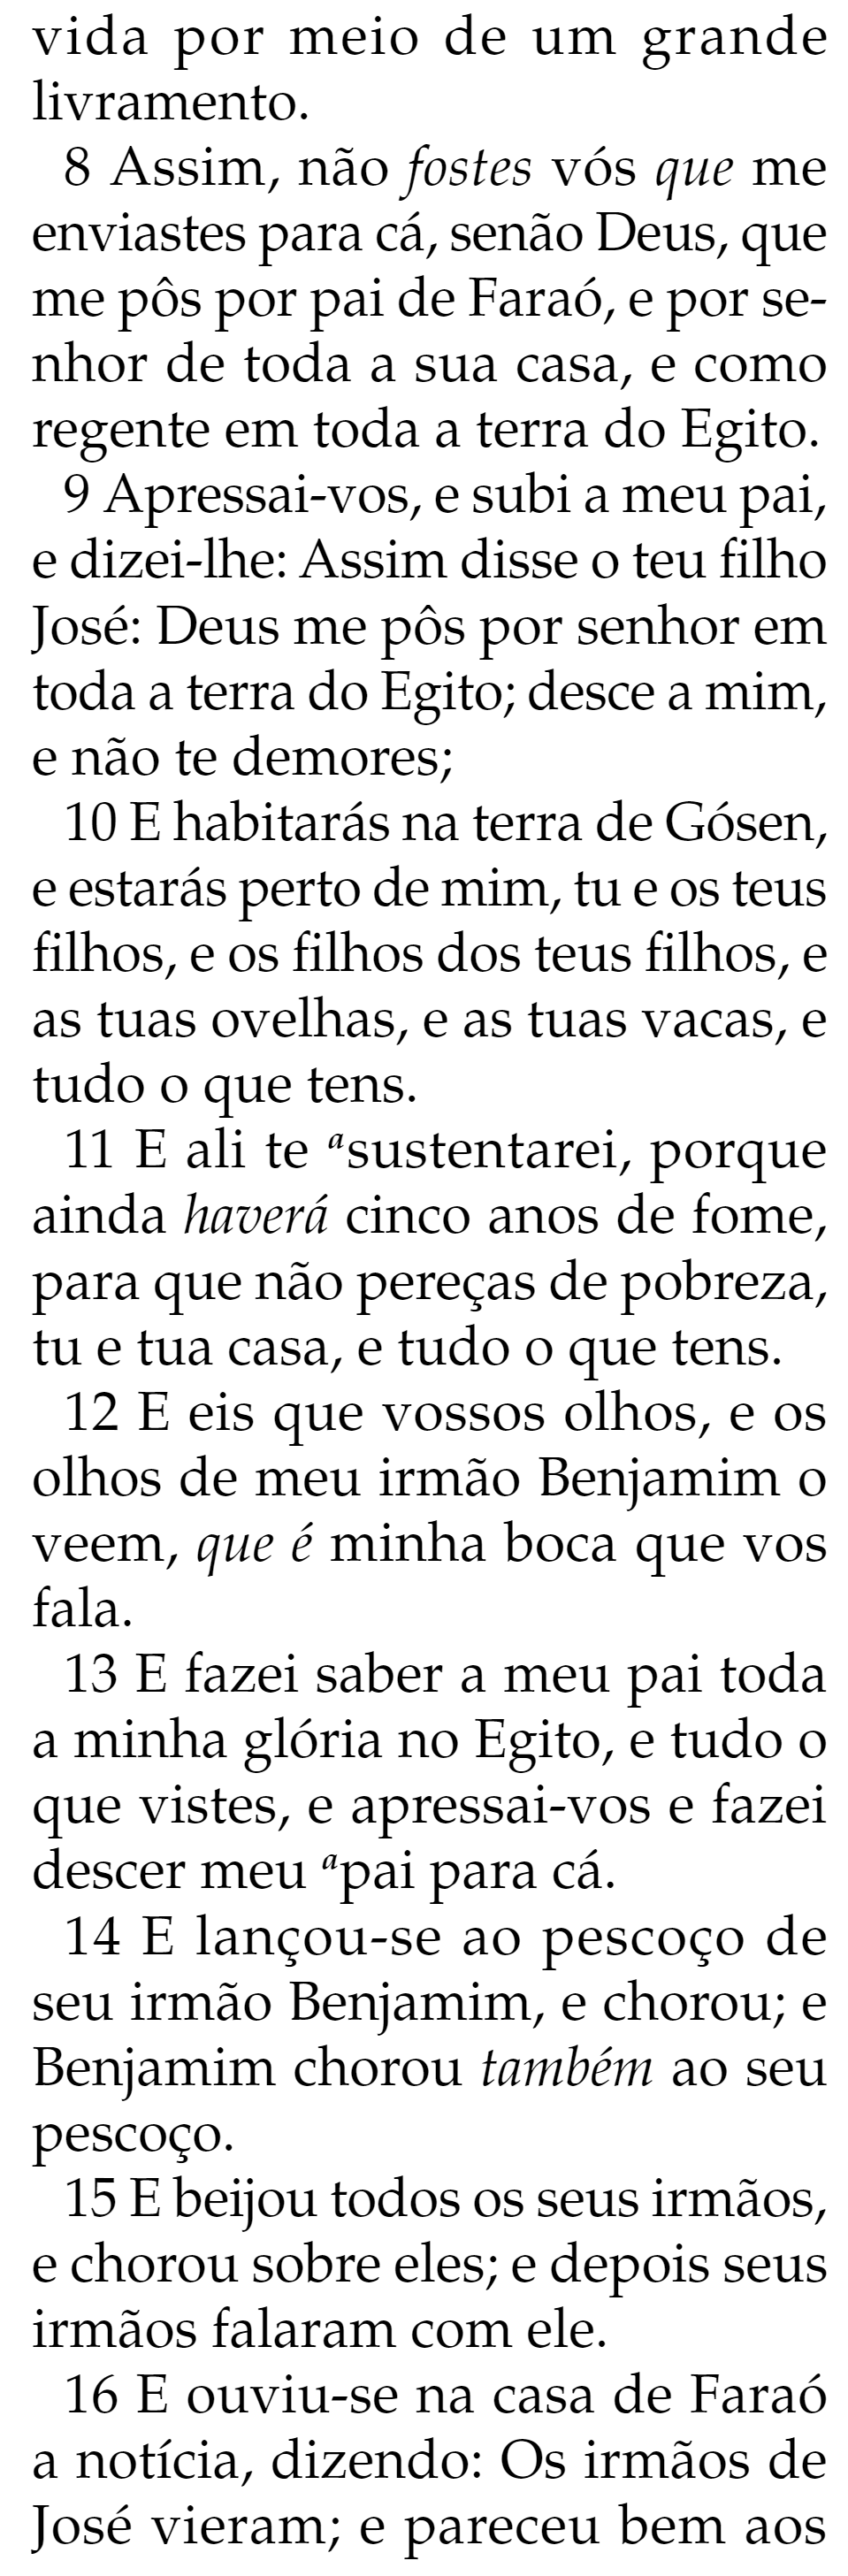 vida por meio de um grande
livramento.
8 Assim, não fostes vós que me
enviastes para cá, senão Deus, que
me pôs por pai de Faraó, e por se-
nhor de toda a sua casa, e como
regente em toda a terra do Egito.
9 Apressai-vos, e subi a meu pai,
e dizei-lhe: Assim disse o teu filho
José: Deus me pôs por senhor em
toda a terra do Egito; desce a mim,
e não te demores;
10 E habitarás na terra de Gósen,
e estarás perto de mim, tu e os teus
filhos, e os filhos dos teus filhos, e
as tuas ovelhas, e as tuas vacas, e
tudo o que tens.
11 E ali te ᵃsustentarei, porque
ainda haverá cinco anos de fome,
para que não pereças de pobreza,
tu e tua casa, e tudo o que tens.
12 E eis que vossos olhos, e os
olhos de meu irmão Benjamim o
veem, que é minha boca que vos
fala.
13 E fazei saber a meu pai toda
a minha glória no Egito, e tudo o
que vistes, e apressai-vos e fazei
descer meu ᵃpai para cá.
14 E lançou-se ao pescoço de
seu irmão Benjamim, e chorou; e
Benjamim chorou também ao seu
pescoço.
15 E beijou todos os seus irmãos,
e chorou sobre eles; e depois seus
irmãos falaram com ele.
16 E ouviu-se na casa de Faraó
a notícia, dizendo: Os irmãos de
José vieram; e pareceu bem aos